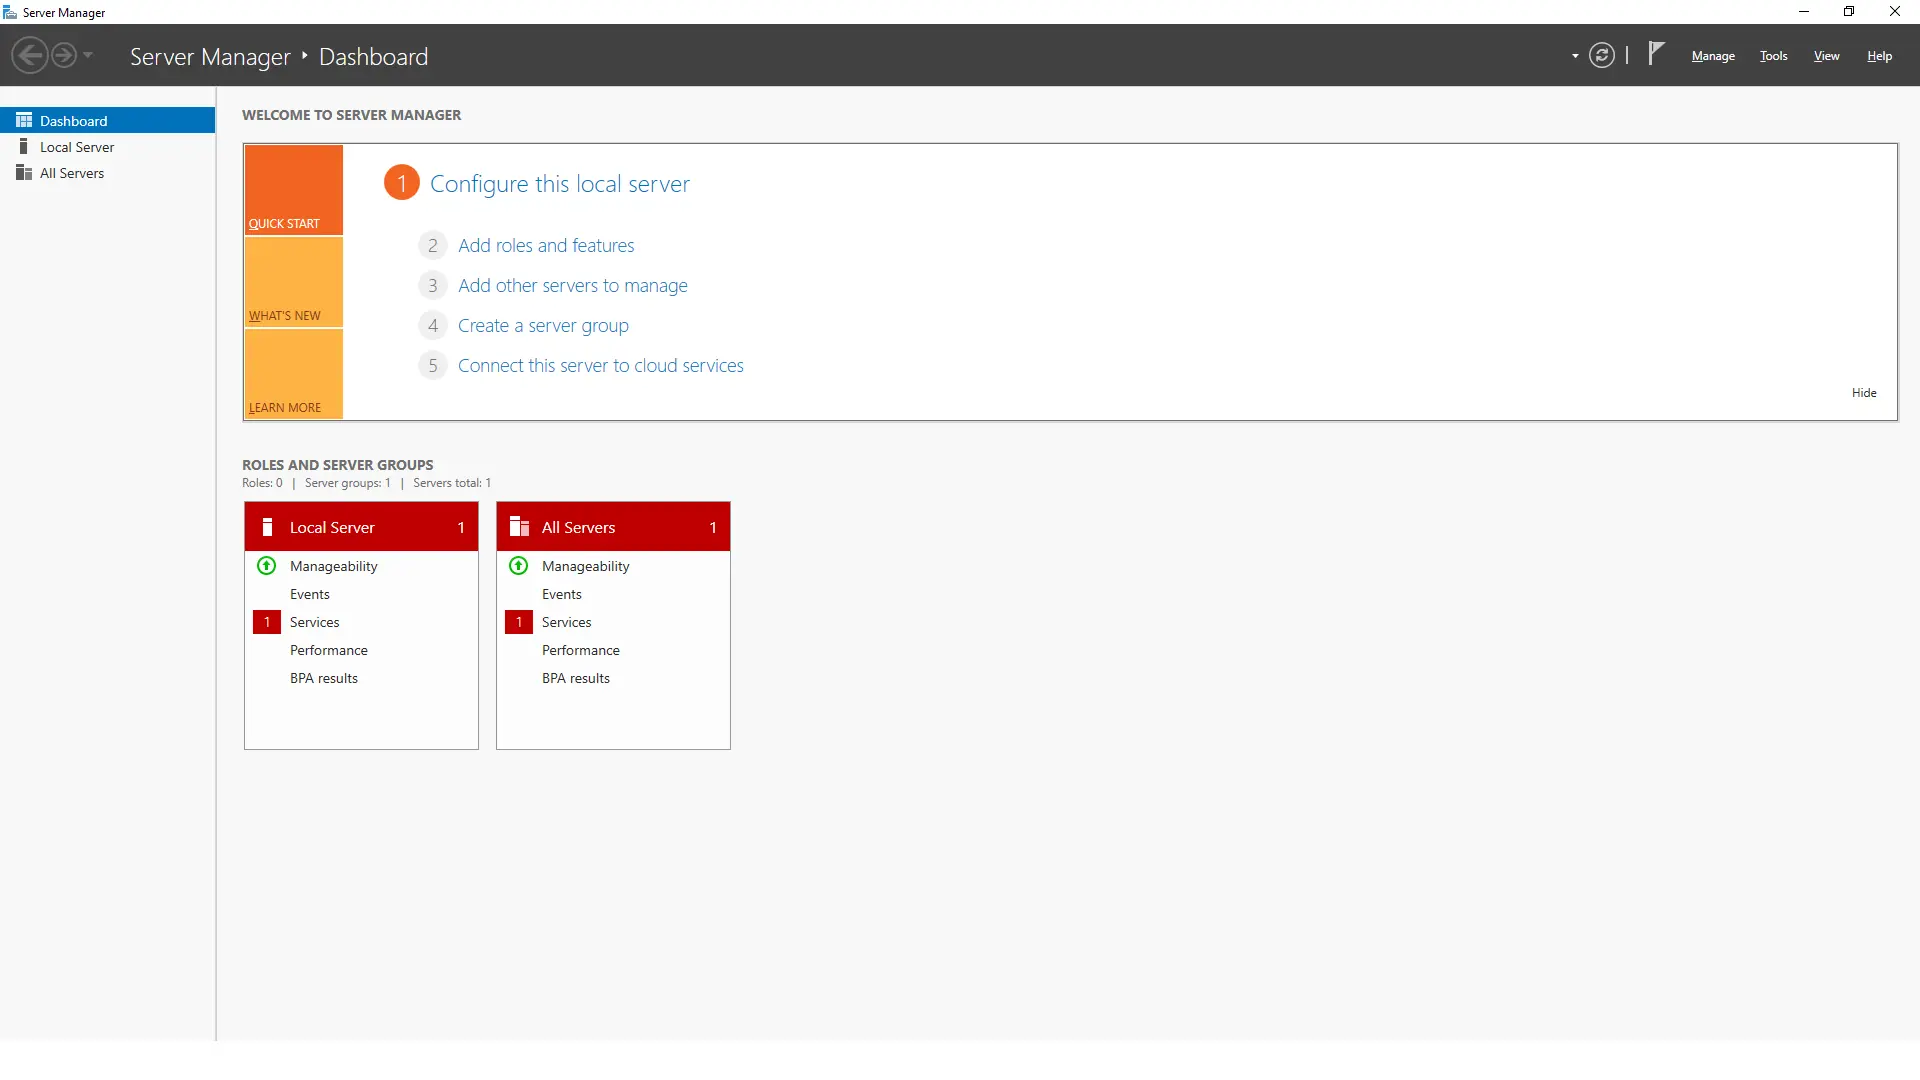 Server Manager
Server Manager ‣ Dashboard
Manage Tools View Help
Dashboard
Local Server
All Servers
WELCOME TO SERVER MANAGER
QUICK START
WHAT'S NEW
LEARN MORE
1 Configure this local server
2 Add roles and features
3 Add other servers to manage
4 Create a server group
5 Connect this server to cloud services
Hide
ROLES AND SERVER GROUPS
Roles: 0 | Server groups: 1 | Servers total: 1
Local Server 1
Manageability
Events
1 Services
Performance
BPA results
All Servers 1
Manageability
Events
1 Services
Performance
BPA results